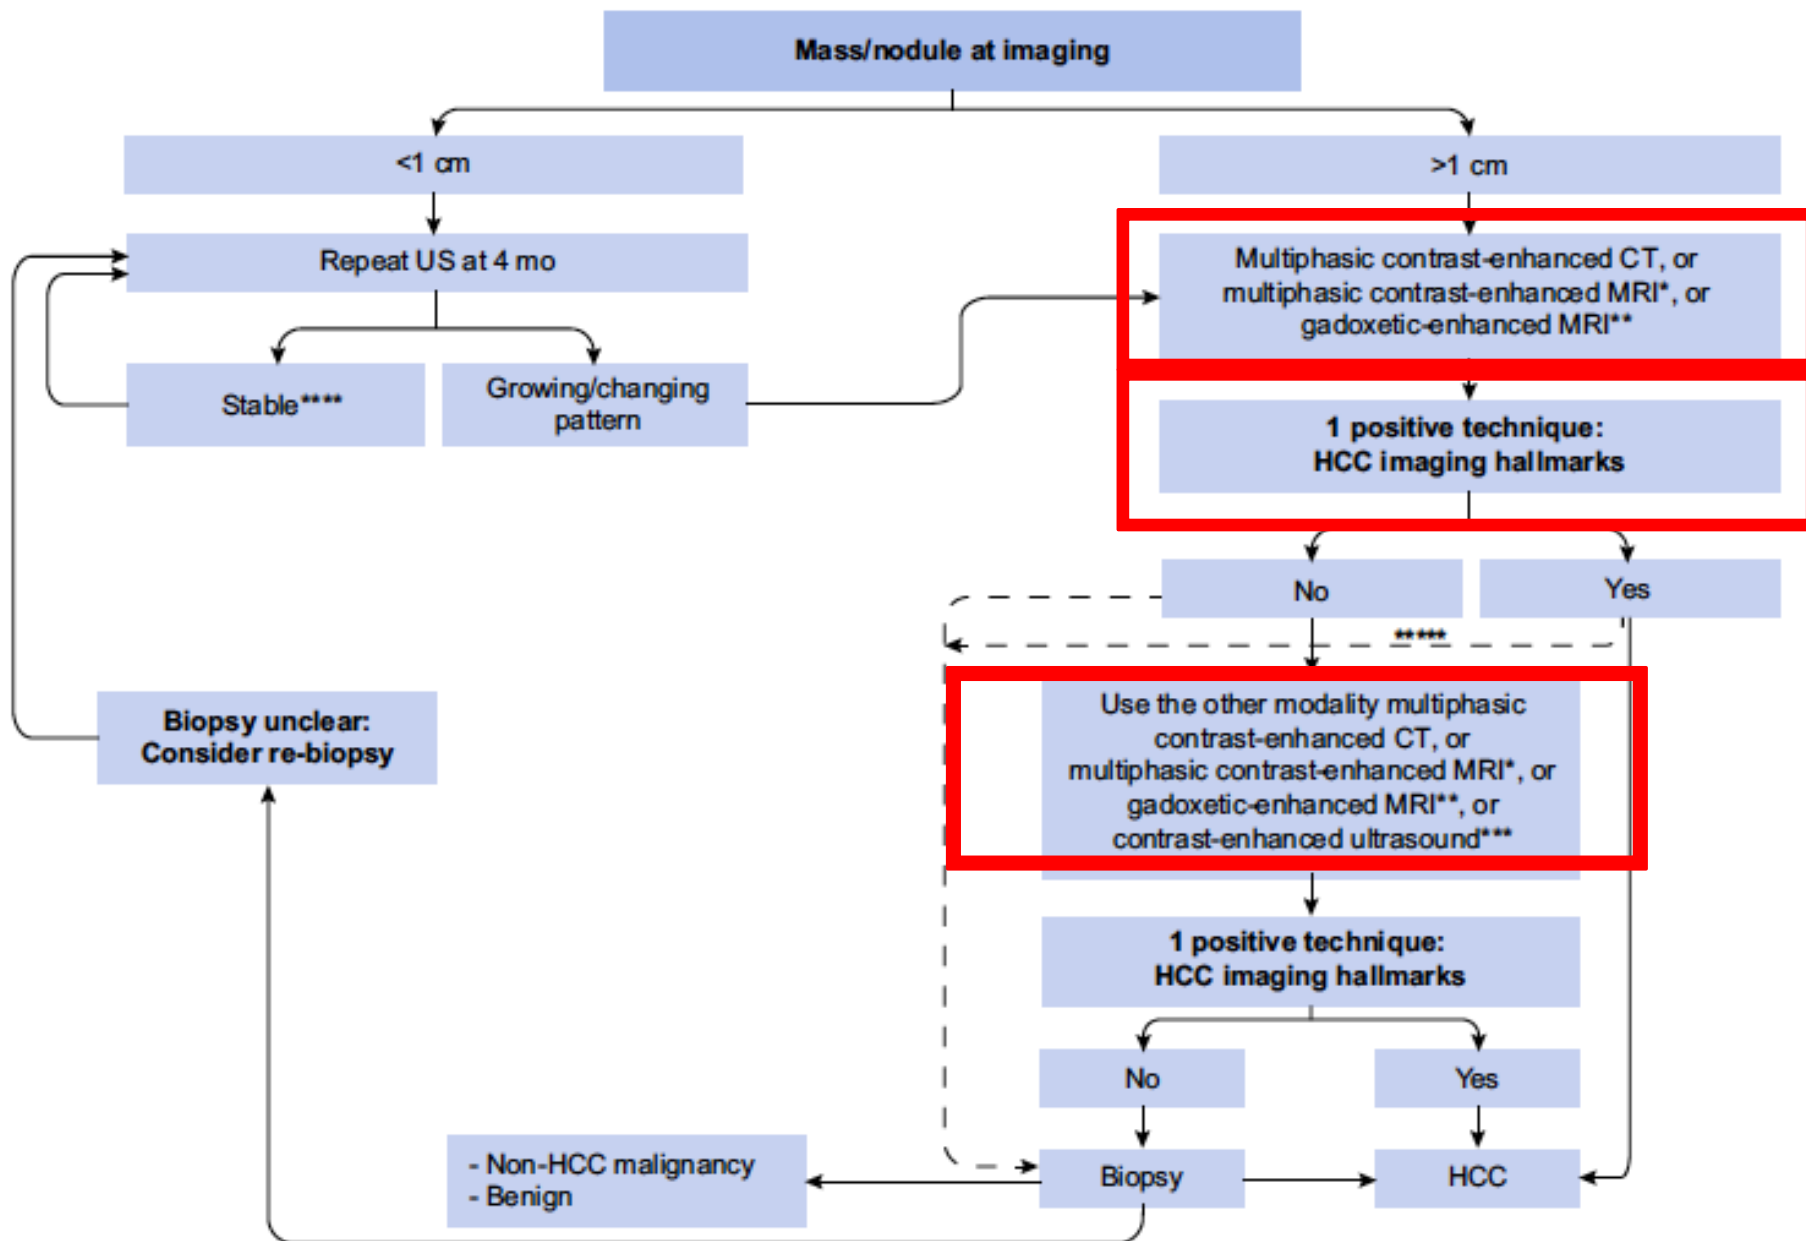 Mass/nodule at imaging
<1 cm
>1 cm
Repeat US at 4 mo
Multiphasic contrast-enhanced CT, or
multiphasic contrast-enhanced MRI*, or
gadoxetic-enhanced MRI**
Stable****
Growing/changing
pattern
1 positive technique:
HCC imaging hallmarks
No
Yes
*****
Use the other modality multiphasic
contrast-enhanced CT, or
multiphasic contrast-enhanced MRI*, or
gadoxetic-enhanced MRI**, or
contrast-enhanced ultrasound***
Biopsy unclear:
Consider re-biopsy
1 positive technique:
HCC imaging hallmarks
No
Yes
- Non-HCC malignancy
- Benign
Biopsy
HCC